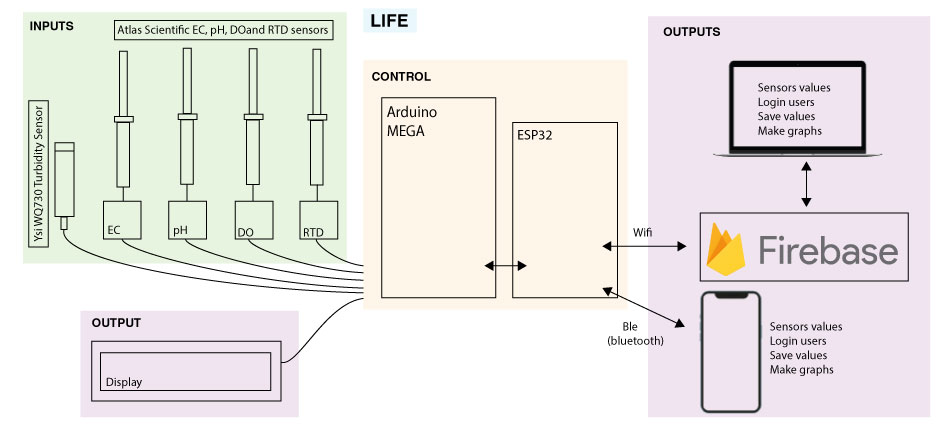 LIFE
INPUTS
Atlas Scientific EC, pH, DOand RTD sensors
Ysi WQ730 Turbidity Sensor
EC
pH
DO
RTD
OUTPUT
Display
CONTROL
Arduino
MEGA
ESP32
Wifi
Ble
(bluetooth)
OUTPUTS
Sensors values
Login users
Save values
Make graphs
Firebase
Sensors values
Login users
Save values
Make graphs